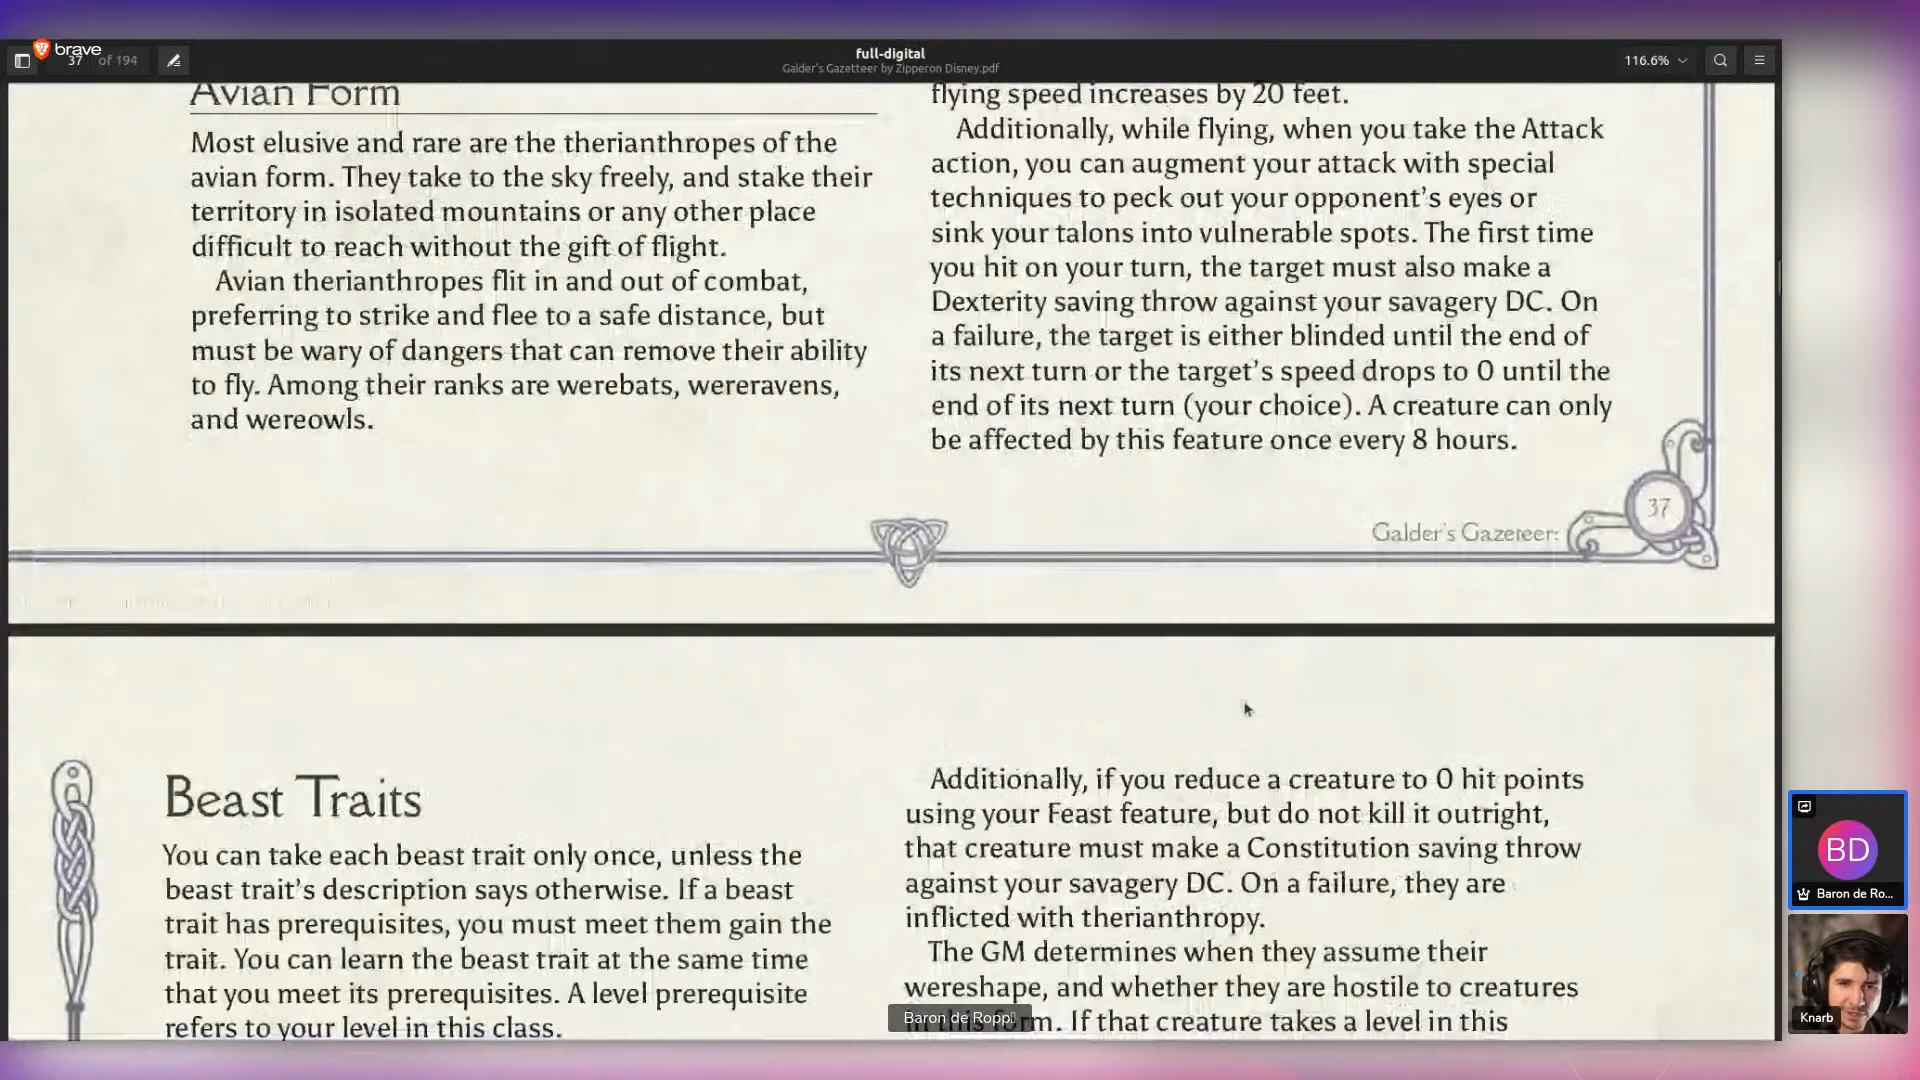 brave
37 of 194
full-digital
Galder's Gazetteer by Zipperon Disney.pdf
116.6%
Avian Form
Most elusive and rare are the therianthropes of the
avian form. They take to the sky freely, and stake their
territory in isolated mountains or any other place
difficult to reach without the gift of flight.
Avian therianthropes flit in and out of combat,
preferring to strike and flee to a safe distance, but
must be wary of dangers that can remove their ability
to fly. Among their ranks are werebats, wereravens,
and wereowls.
flying speed increases by 20 feet.
Additionally, while flying, when you take the Attack
action, you can augment your attack with special
techniques to peck out your opponent's eyes or
sink your talons into vulnerable spots. The first time
you hit on your turn, the target must also make a
Dexterity saving throw against your savagery DC. On
a failure, the target is either blinded until the end of
its next turn or the target's speed drops to 0 until the
end of its next turn (your choice). A creature can only
be affected by this feature once every 8 hours.
Galder's Gazeteer:
37
Beast Traits
You can take each beast trait only once, unless the
beast trait's description says otherwise. If a beast
trait has prerequisites, you must meet them gain the
trait. You can learn the beast trait at the same time
that you meet its prerequisites. A level prerequisite
refers to your level in this class.
Additionally, if you reduce a creature to 0 hit points
using your Feast feature, but do not kill it outright,
that creature must make a Constitution saving throw
against your savagery DC. On a failure, they are
inflicted with therianthropy.
The GM determines when they assume their
wereshape, and whether they are hostile to creatures
in this form. If that creature takes a level in this
Baron de Ropp
BD
Baron de Ro...
Knarb